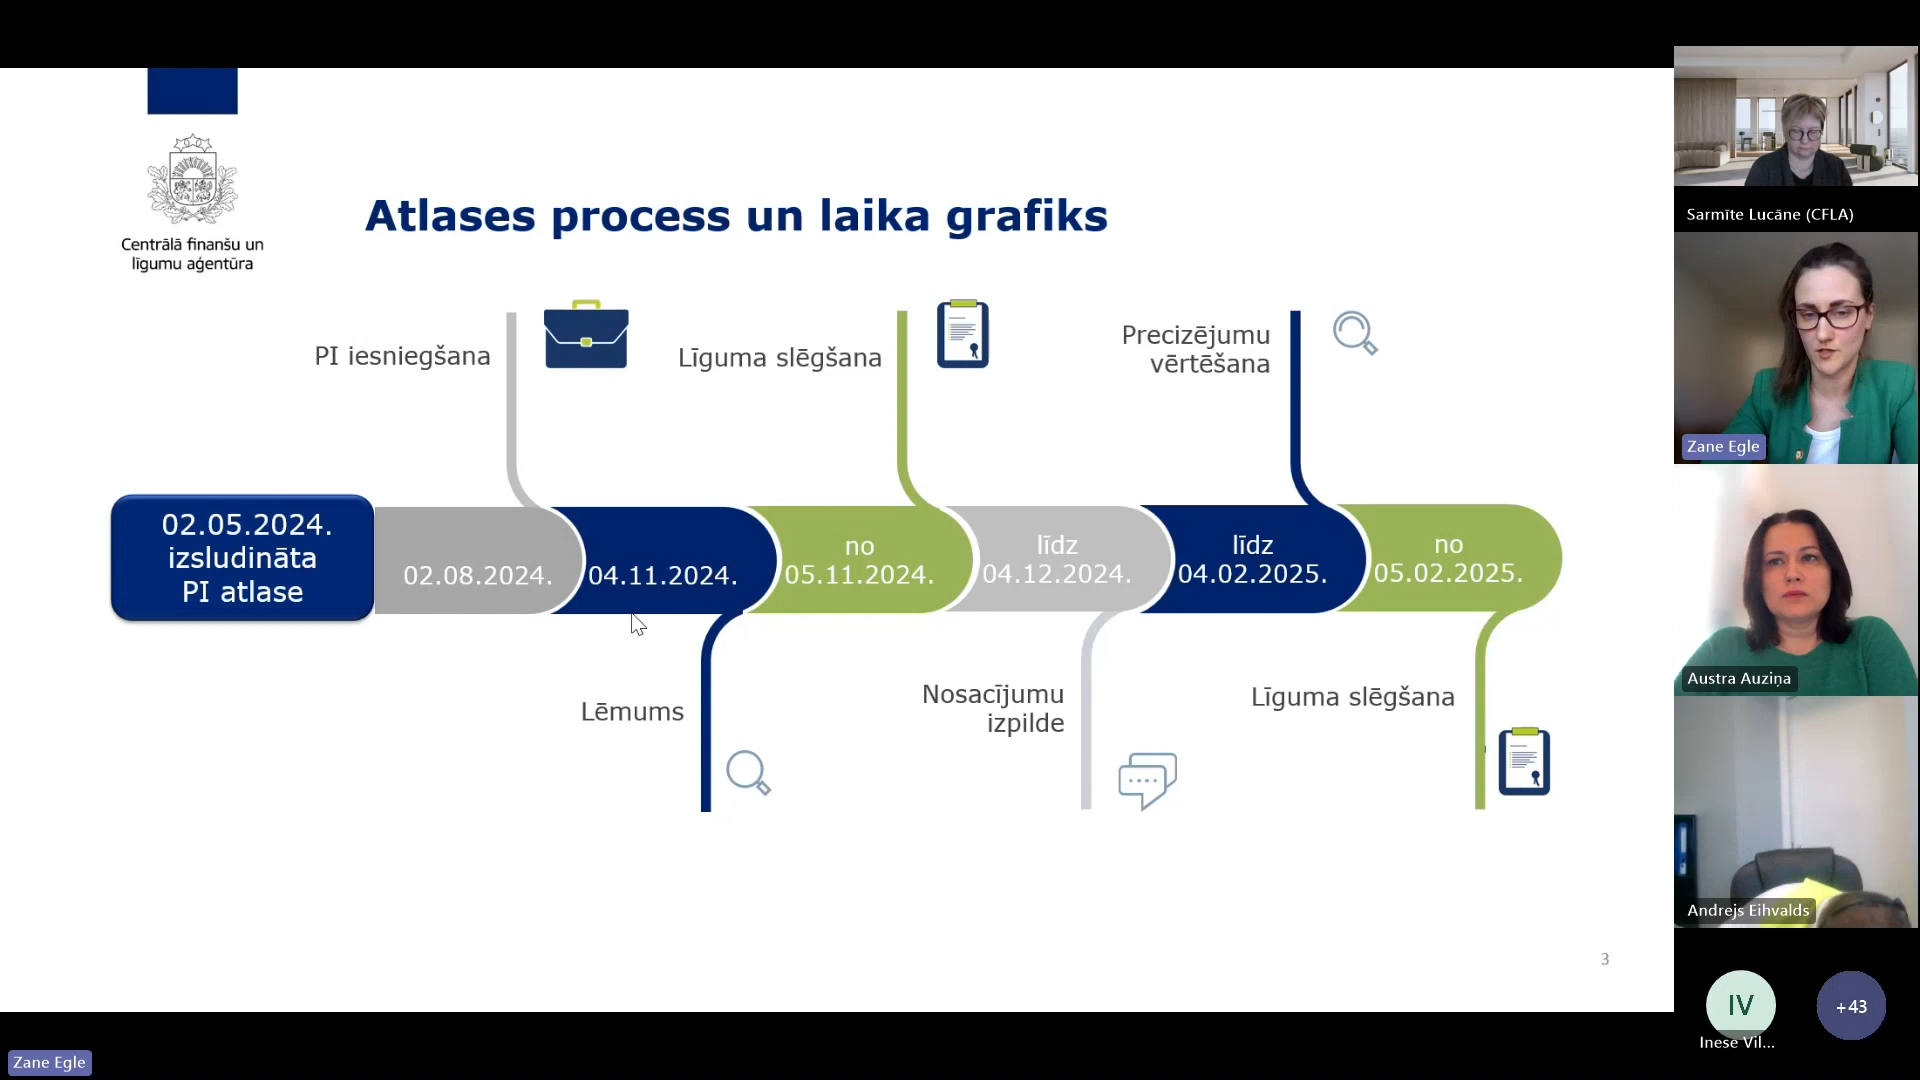 Centrālā finanšu un
līgumu aģentūra
Atlases process un laika grafiks
PI iesniegšana
Līguma slēgšana
Precizējumu
vērtēšana
02.05.2024.
izsludināta
PI atlase
02.08.2024.
04.11.2024.
no
05.11.2024.
līdz
04.12.2024.
līdz
04.02.2025.
no
05.02.2025.
Lēmums
Nosacījumu
izpilde
Līguma slēgšana
3
Zane Egle
Sarmīte Lucāne (CFLA)
Zane Egle
Austra Auziņa
Andrejs Eihvalds
IV
+43
Inese Vil...